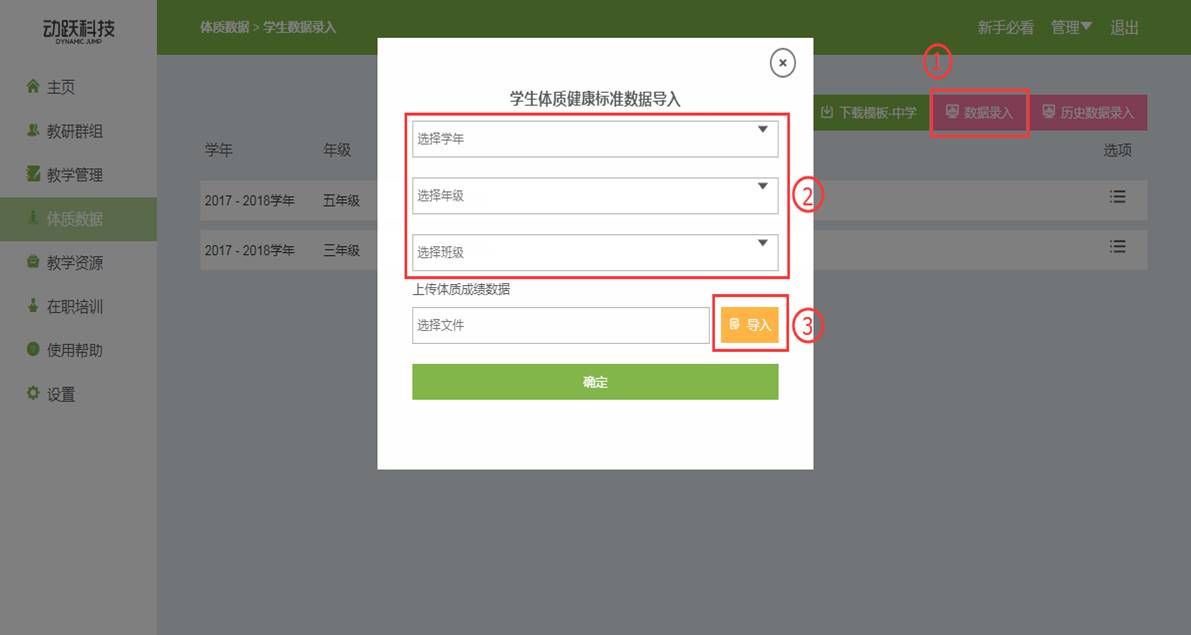 动跃科技
DYNAMIC JUMP
体质数据 > 学生数据录入
新手必看 管理 退出
主页
教研群组
教学管理
体质数据
教学资源
在职培训
使用帮助
设置
①
下载模板-中学 数据录入 历史数据录入
学年 年级 选项
2017 - 2018学年 五年级
2017 - 2018学年 三年级
×
学生体质健康标准数据导入
选择学年
选择年级
②
选择班级
上传体质成绩数据
选择文件 导入
③
确定